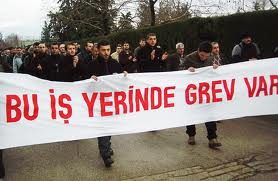 BU İŞ YERİNDE GREV VAR